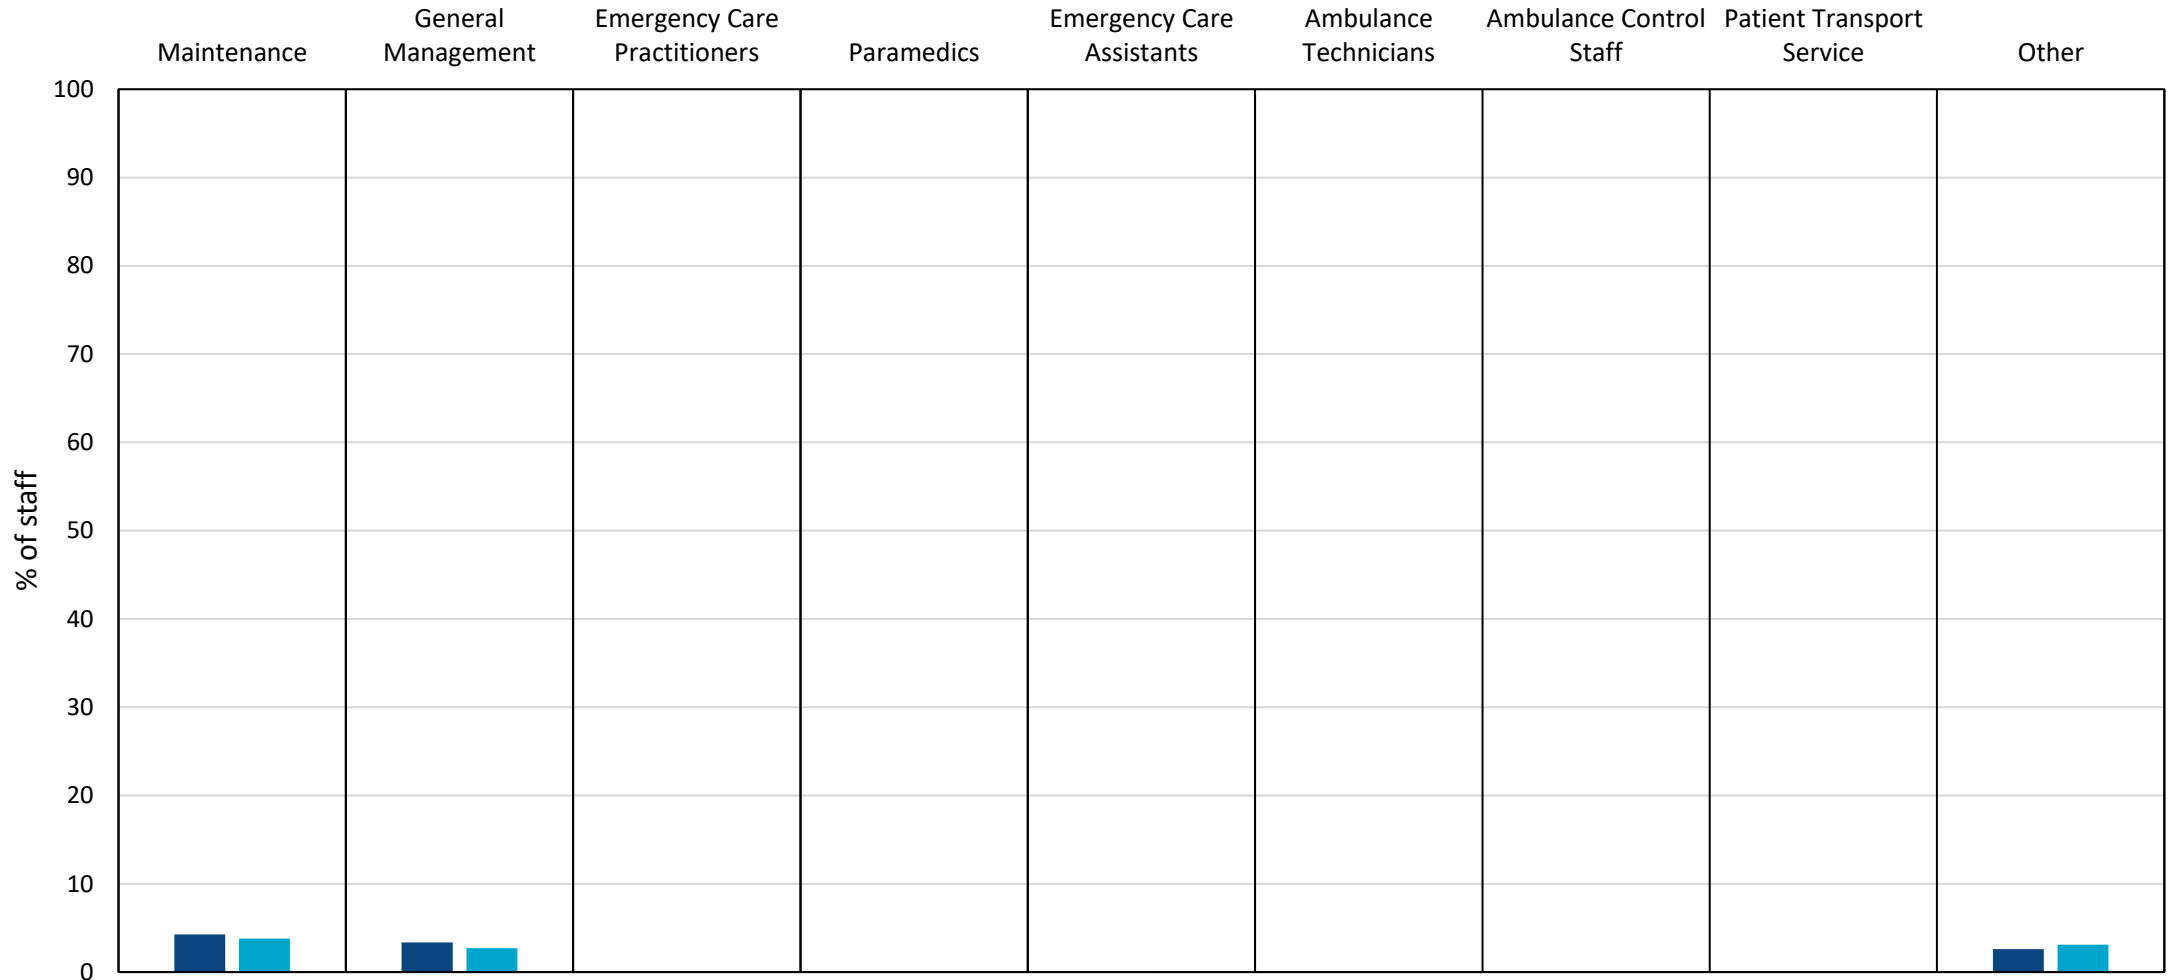 General
Emergency Care
Emergency Care
Ambulance
Ambulance Control
Patient Transport
Maintenance
Management
Practitioners
Paramedics
Assistants
Technicians
Staff
Service
Other
100
90
80
70
60
50
40
30
20
10
0
% of staff